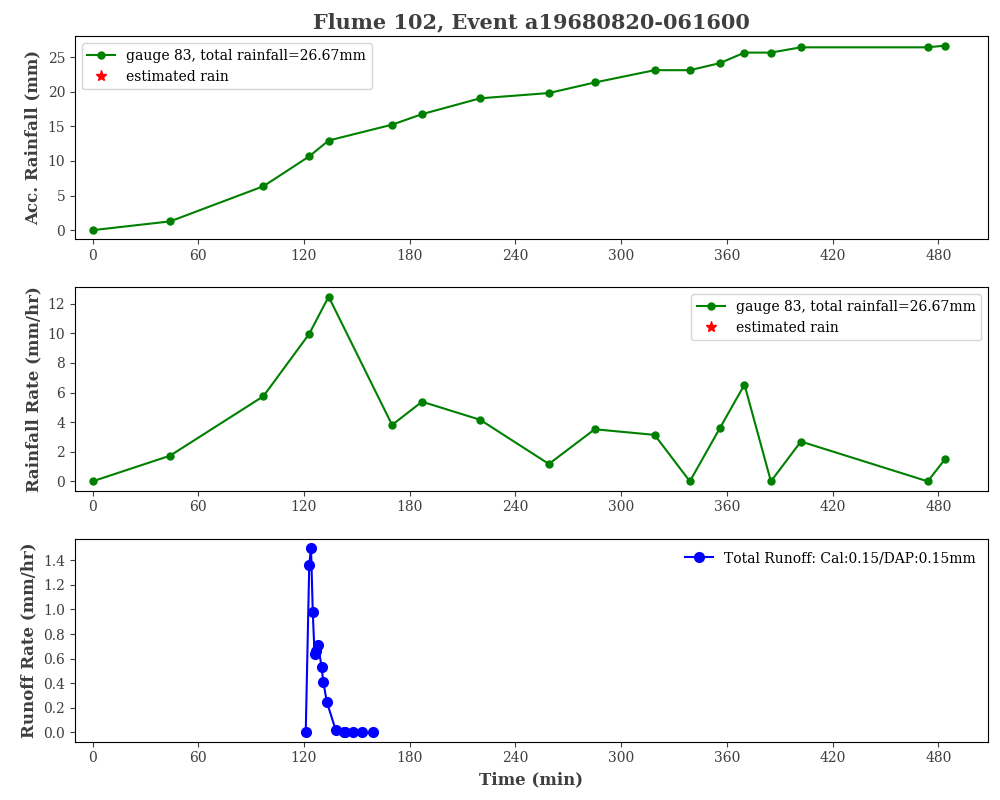 Flume 102, Event a19680820-061600
Acc. Rainfall (mm)
25
20
15
10
5
0
gauge 83, total rainfall=26.67mm
estimated rain
0 60 120 180 240 300 360 420 480
Rainfall Rate (mm/hr)
12
10
8
6
4
2
0
gauge 83, total rainfall=26.67mm
estimated rain
0 60 120 180 240 300 360 420 480
Runoff Rate (mm/hr)
1.4
1.2
1.0
0.8
0.6
0.4
0.2
0.0
Total Runoff: Cal:0.15/DAP:0.15mm
0 60 120 180 240 300 360 420 480
Time (min)